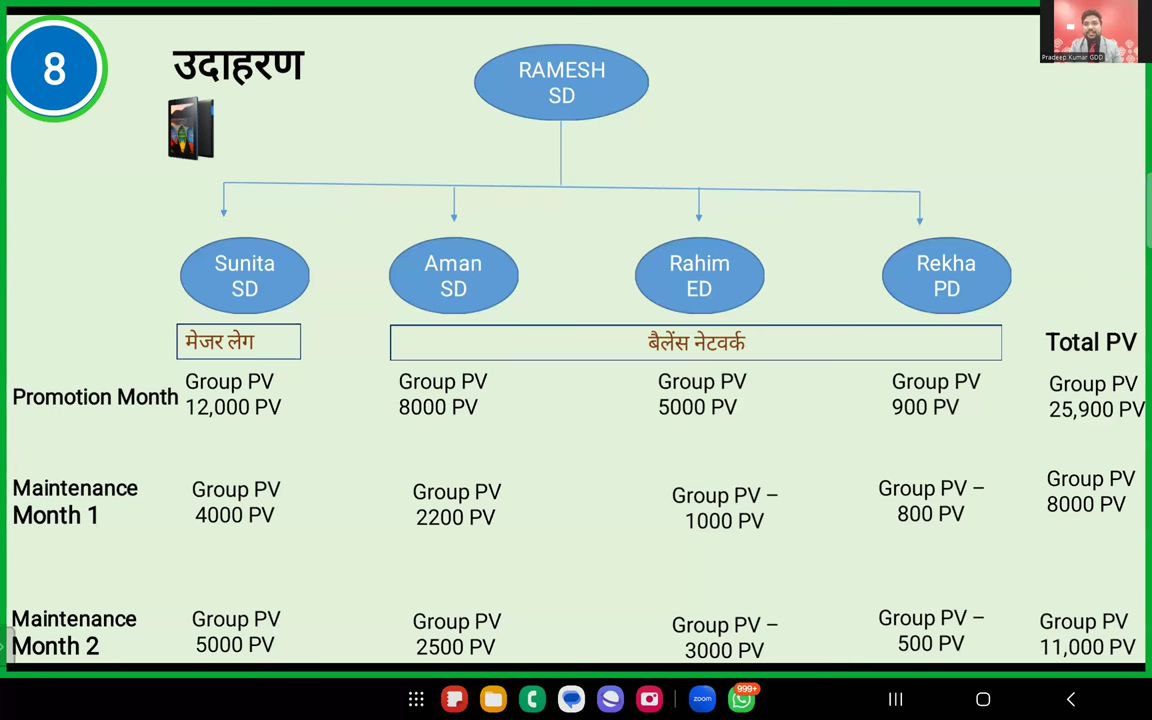 8
उदाहरण
RAMESH
SD
Pradeep Kumar GDD
Sunita
SD
Aman
SD
Rahim
ED
Rekha
PD
मेजर लेग
बैलेंस नेटवर्क
Total PV
Promotion Month
Group PV
12,000 PV
Group PV
8000 PV
Group PV
5000 PV
Group PV
900 PV
Group PV
25,900 PV
Maintenance
Month 1
Group PV
4000 PV
Group PV
2200 PV
Group PV –
1000 PV
Group PV –
800 PV
Group PV
8000 PV
Maintenance
Month 2
Group PV
5000 PV
Group PV
2500 PV
Group PV –
3000 PV
Group PV –
500 PV
Group PV
11,000 PV
zoom
999+